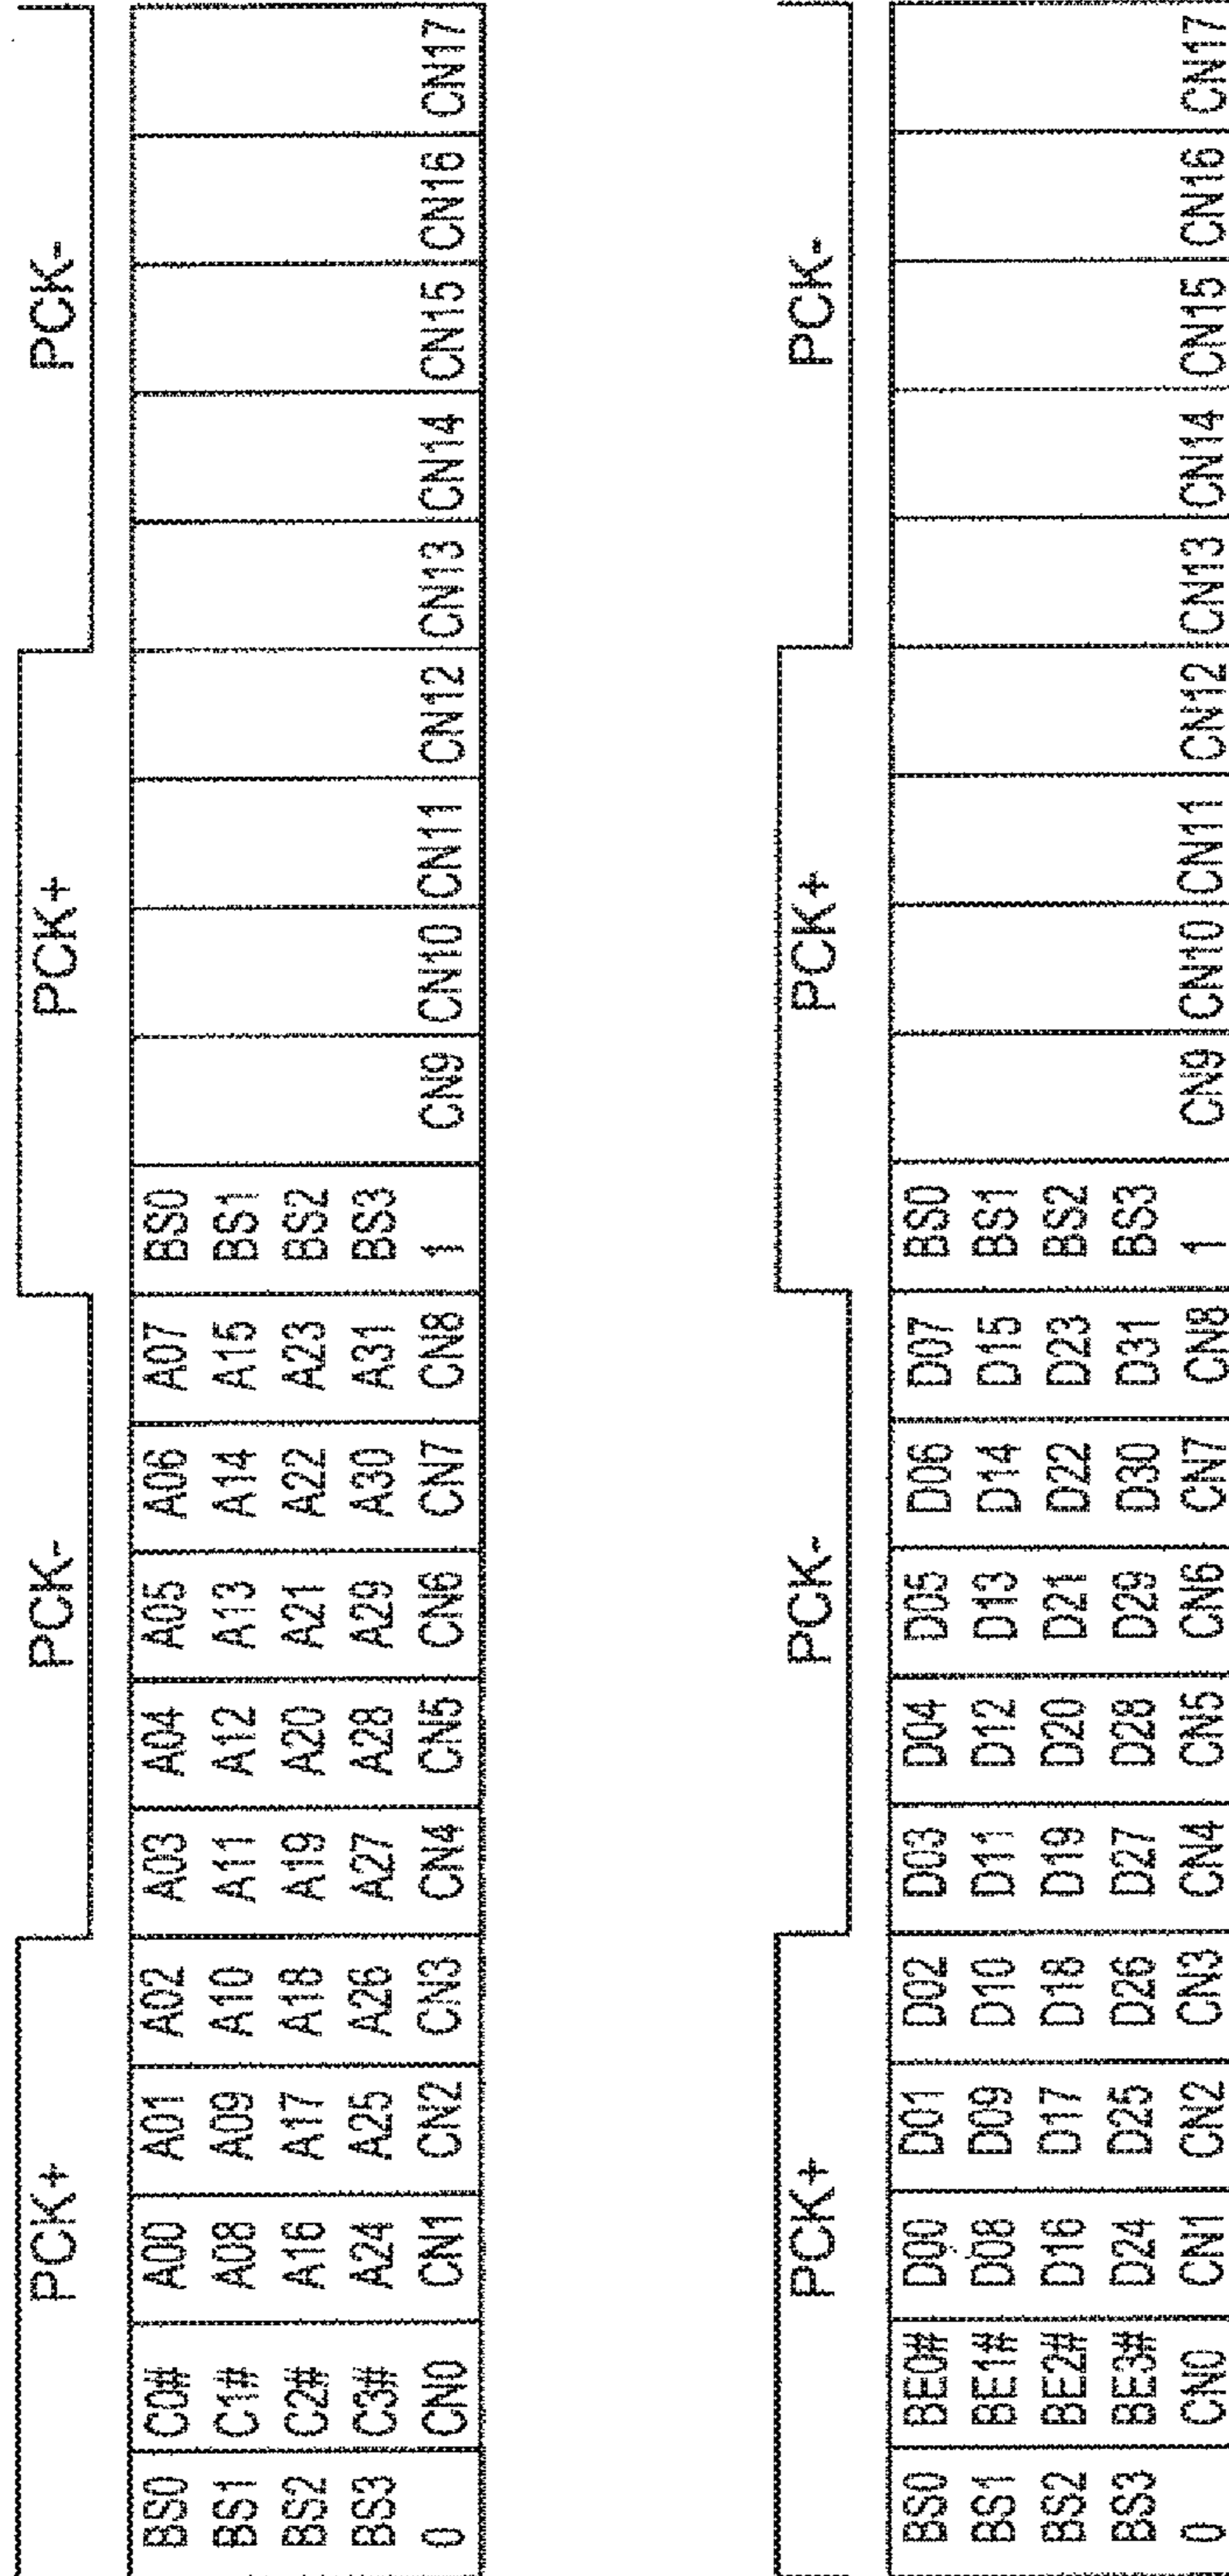 PCK+ PCK- PCK+ PCK-
BS0 C0# A00 A01 A02 A03 A04 A05 A06 A07 BS0
BS1 C1# A08 A09 A10 A11 A12 A13 A14 A15 BS1
BS2 C2# A16 A17 A18 A19 A20 A21 A22 A23 BS2
BS3 C3# A24 A25 A26 A27 A28 A29 A30 A31 BS3
0 CN0 CN1 CN2 CN3 CN4 CN5 CN6 CN7 CN8 1 CN9 CN10 CN11 CN12 CN13 CN14 CN15 CN16 CN17
PCK+ PCK- PCK+ PCK-
BS0 BE0# D00 D01 D02 D03 D04 D05 D06 D07 BS0
BS1 BE1# D08 D09 D10 D11 D12 D13 D14 D15 BS1
BS2 BE2# D16 D17 D18 D19 D20 D21 D22 D23 BS2
BS3 BE3# D24 D25 D26 D27 D28 D29 D30 D31 BS3
0 CN0 CN1 CN2 CN3 CN4 CN5 CN6 CN7 CN8 1 CN9 CN10 CN11 CN12 CN13 CN14 CN15 CN16 CN17